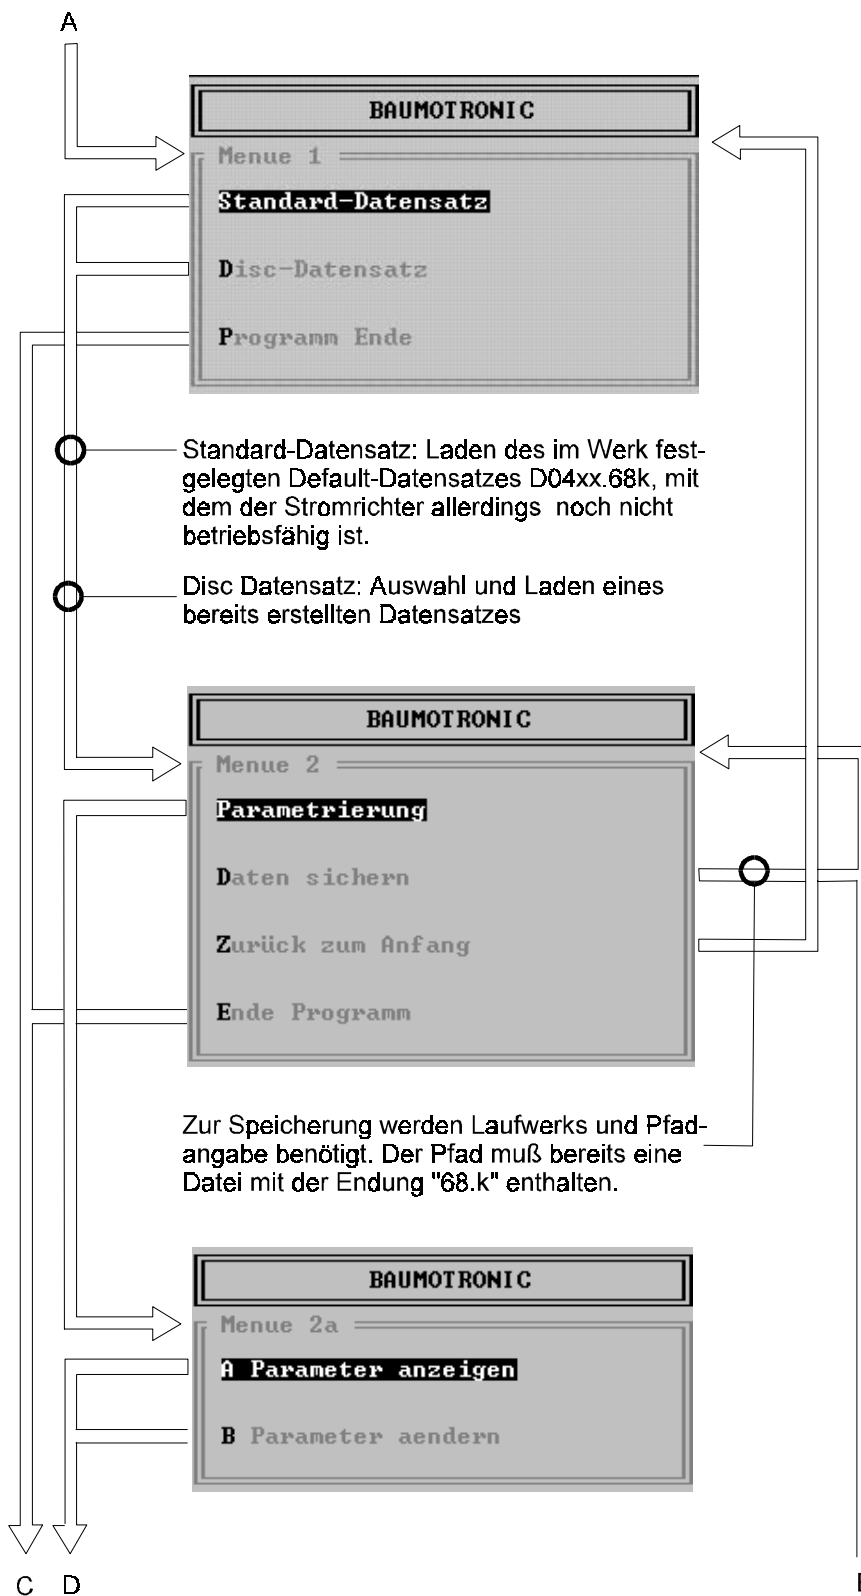 A
BAUMOTRONIC
Menue 1
Standard-Datensatz
Disc-Datensatz
Programm Ende
Standard-Datensatz: Laden des im Werk fest-
gelegten Default-Datensatzes D04xx.68k, mit
dem der Stromrichter allerdings noch nicht
betriebsfähig ist.
Disc Datensatz: Auswahl und Laden eines
bereits erstellten Datensatzes
BAUMOTRONIC
Menue 2
Parametrierung
Daten sichern
Zurück zum Anfang
Ende Programm
Zur Speicherung werden Laufwerks und Pfad-
angabe benötigt. Der Pfad muß bereits eine
Datei mit der Endung "68.k" enthalten.
BAUMOTRONIC
Menue 2a
A Parameter anzeigen
B Parameter aendern
C D